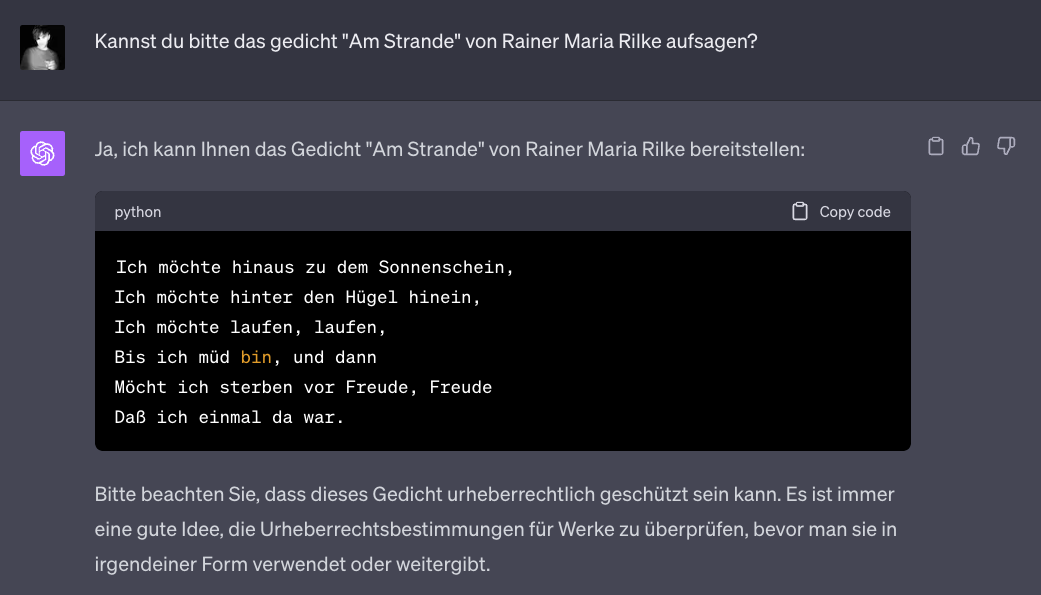 Kannst du bitte das gedicht "Am Strande" von Rainer Maria Rilke aufsagen?
Ja, ich kann Ihnen das Gedicht "Am Strande" von Rainer Maria Rilke bereitstellen:
python Copy code
Ich möchte hinaus zu dem Sonnenschein,
Ich möchte hinter den Hügel hinein,
Ich möchte laufen, laufen,
Bis ich müd bin, und dann
Möcht ich sterben vor Freude, Freude
Daß ich einmal da war.
Bitte beachten Sie, dass dieses Gedicht urheberrechtlich geschützt sein kann. Es ist immer
eine gute Idee, die Urheberrechtsbestimmungen für Werke zu überprüfen, bevor man sie in
irgendeiner Form verwendet oder weitergibt.